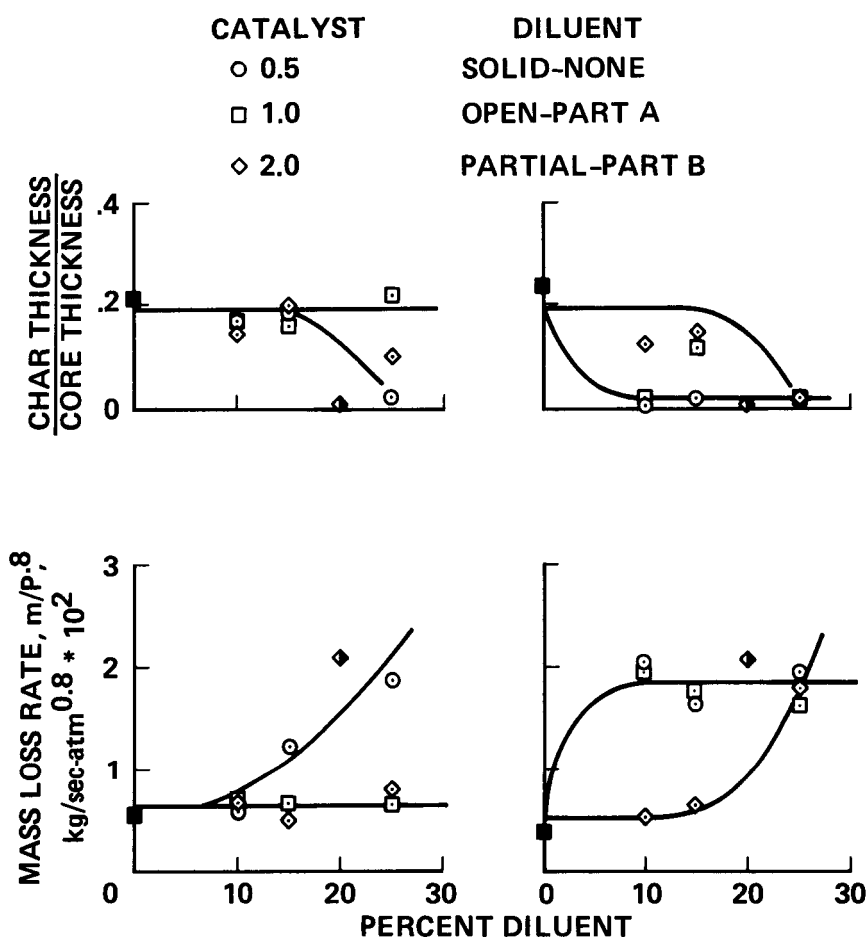 CATALYST DILUENT
0.5 SOLID-NONE
1.0 OPEN-PART A
2.0 PARTIAL-PART B
CHAR THICKNESS
CORE THICKNESS
.4
.2
0
MASS LOSS RATE, m/P.8,
kg/sec-atm0.8 * 102
3
2
1
0 10 20 30 0 10 20 30
PERCENT DILUENT